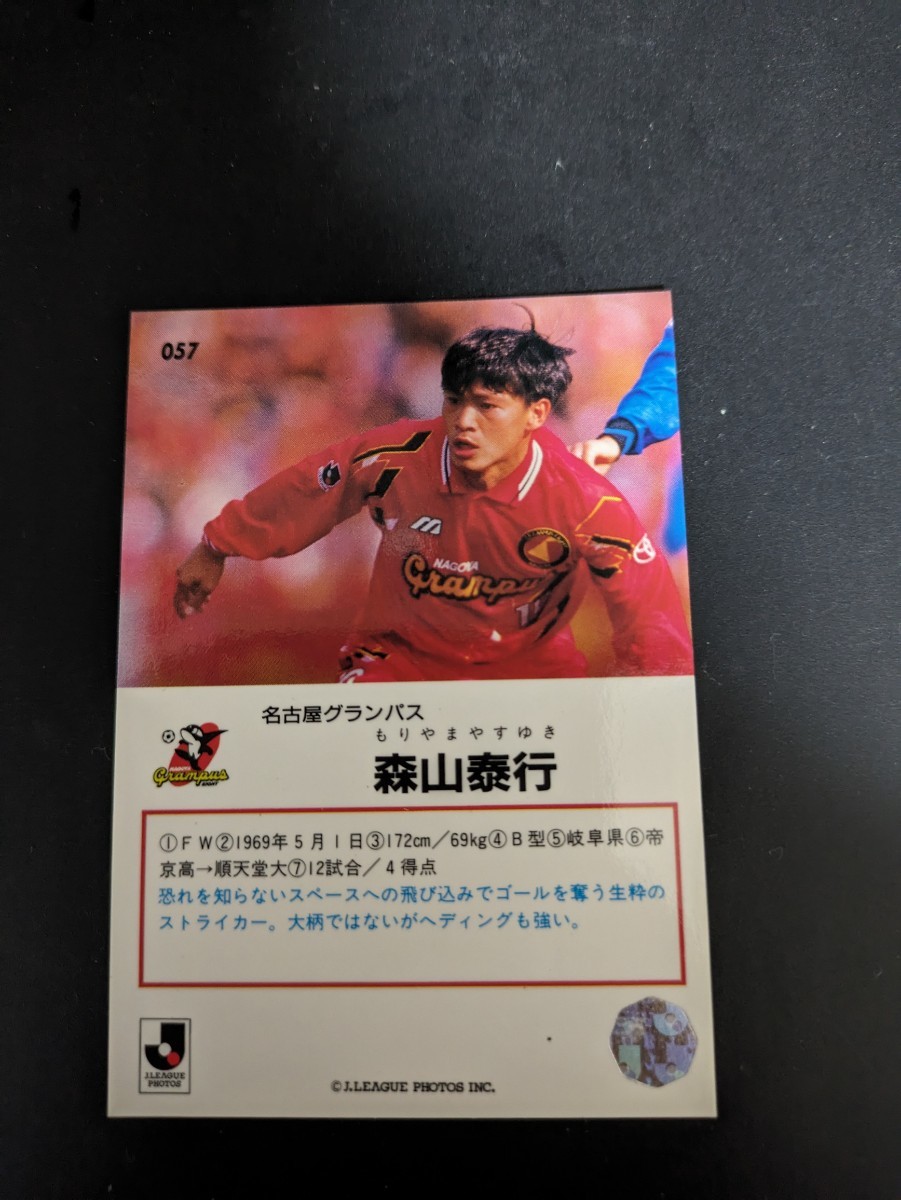 057
NAGOYA
Grampus
名古屋グランパス
もりやまやすゆき
森山泰行
NAGOYA
Grampus
EIGHT
①ＦＷ②1969年５月１日③172cm／69kg④Ｂ型⑤岐阜県⑥帝
京高→順天堂大⑦12試合／４得点
恐れを知らないスペースへの飛び込みでゴールを奪う生粋の
ストライカー。大柄ではないがヘディングも強い。
J.LEAGUE
PHOTOS
©J.LEAGUE PHOTOS INC.